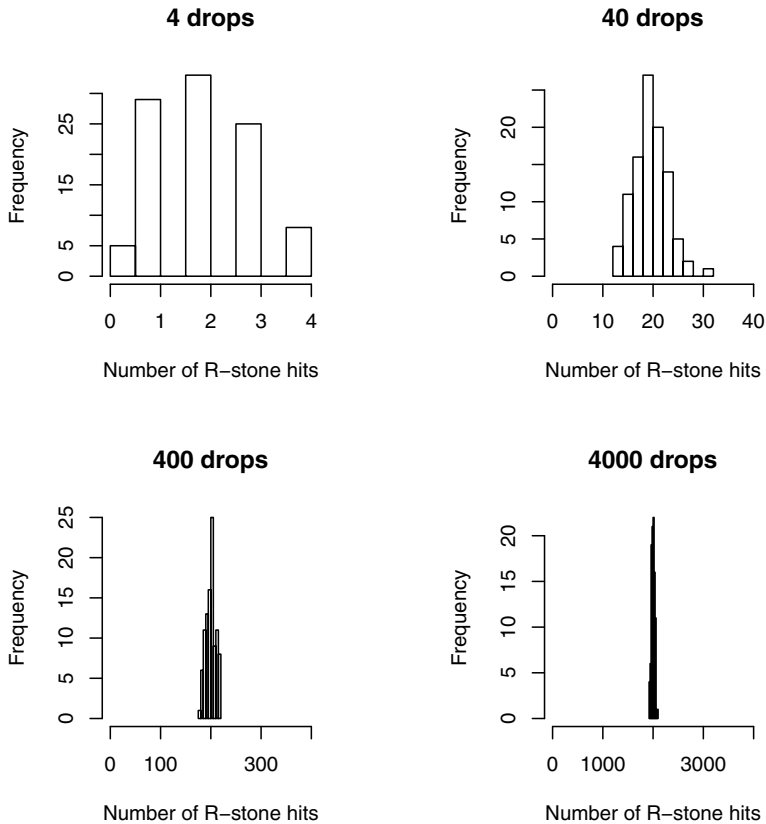 4 drops
Frequency
5
15
25
0
0 1 2 3 4
Number of R−stone hits
40 drops
Frequency
20
10
5
0
0 10 20 30 40
Number of R−stone hits
400 drops
Frequency
25
20
15
10
5
0
0 100 300
Number of R−stone hits
4000 drops
Frequency
20
15
10
5
0
0 1000 3000
Number of R−stone hits